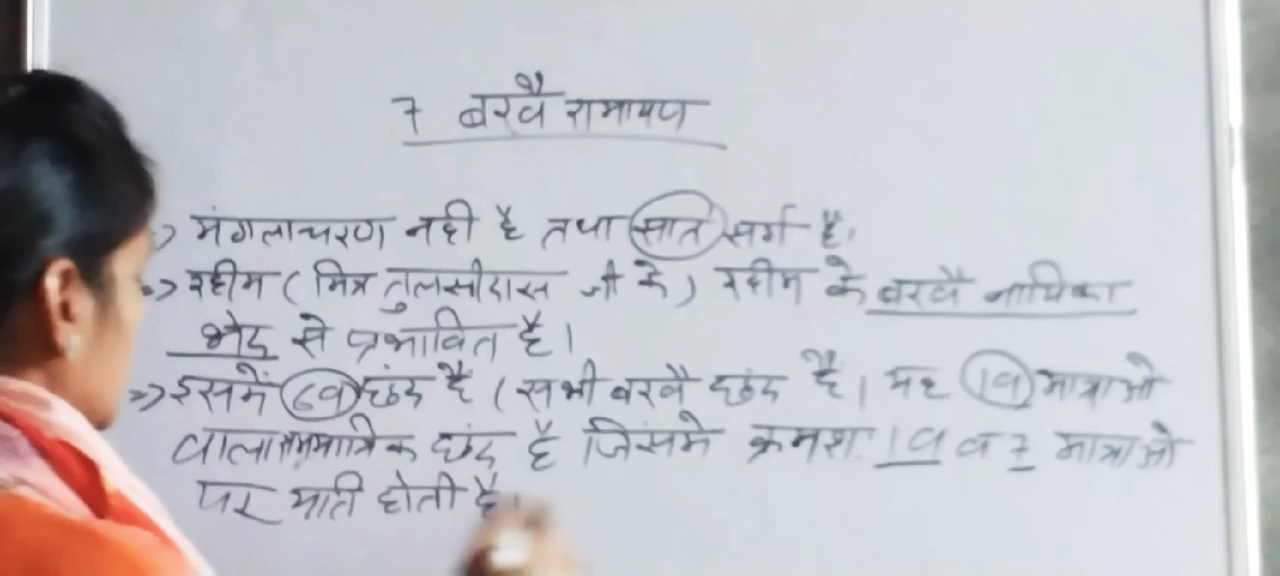 7 बरवै रामायण
-> मंगलाचरण नही है तथा सात सर्ग है।
-> रहीम ( मित्र तुलसीदास जी के ) रहीम के बरवै नायिका
भेद से प्रभावित है।
-> इसमें 69 छंद है ( सभी बरवै छंद है। यह 19 मात्राओ
वाला सममात्रिक छंद है जिसमे क्रमश: 12 व 7 मात्राओ
पर यति होती है।